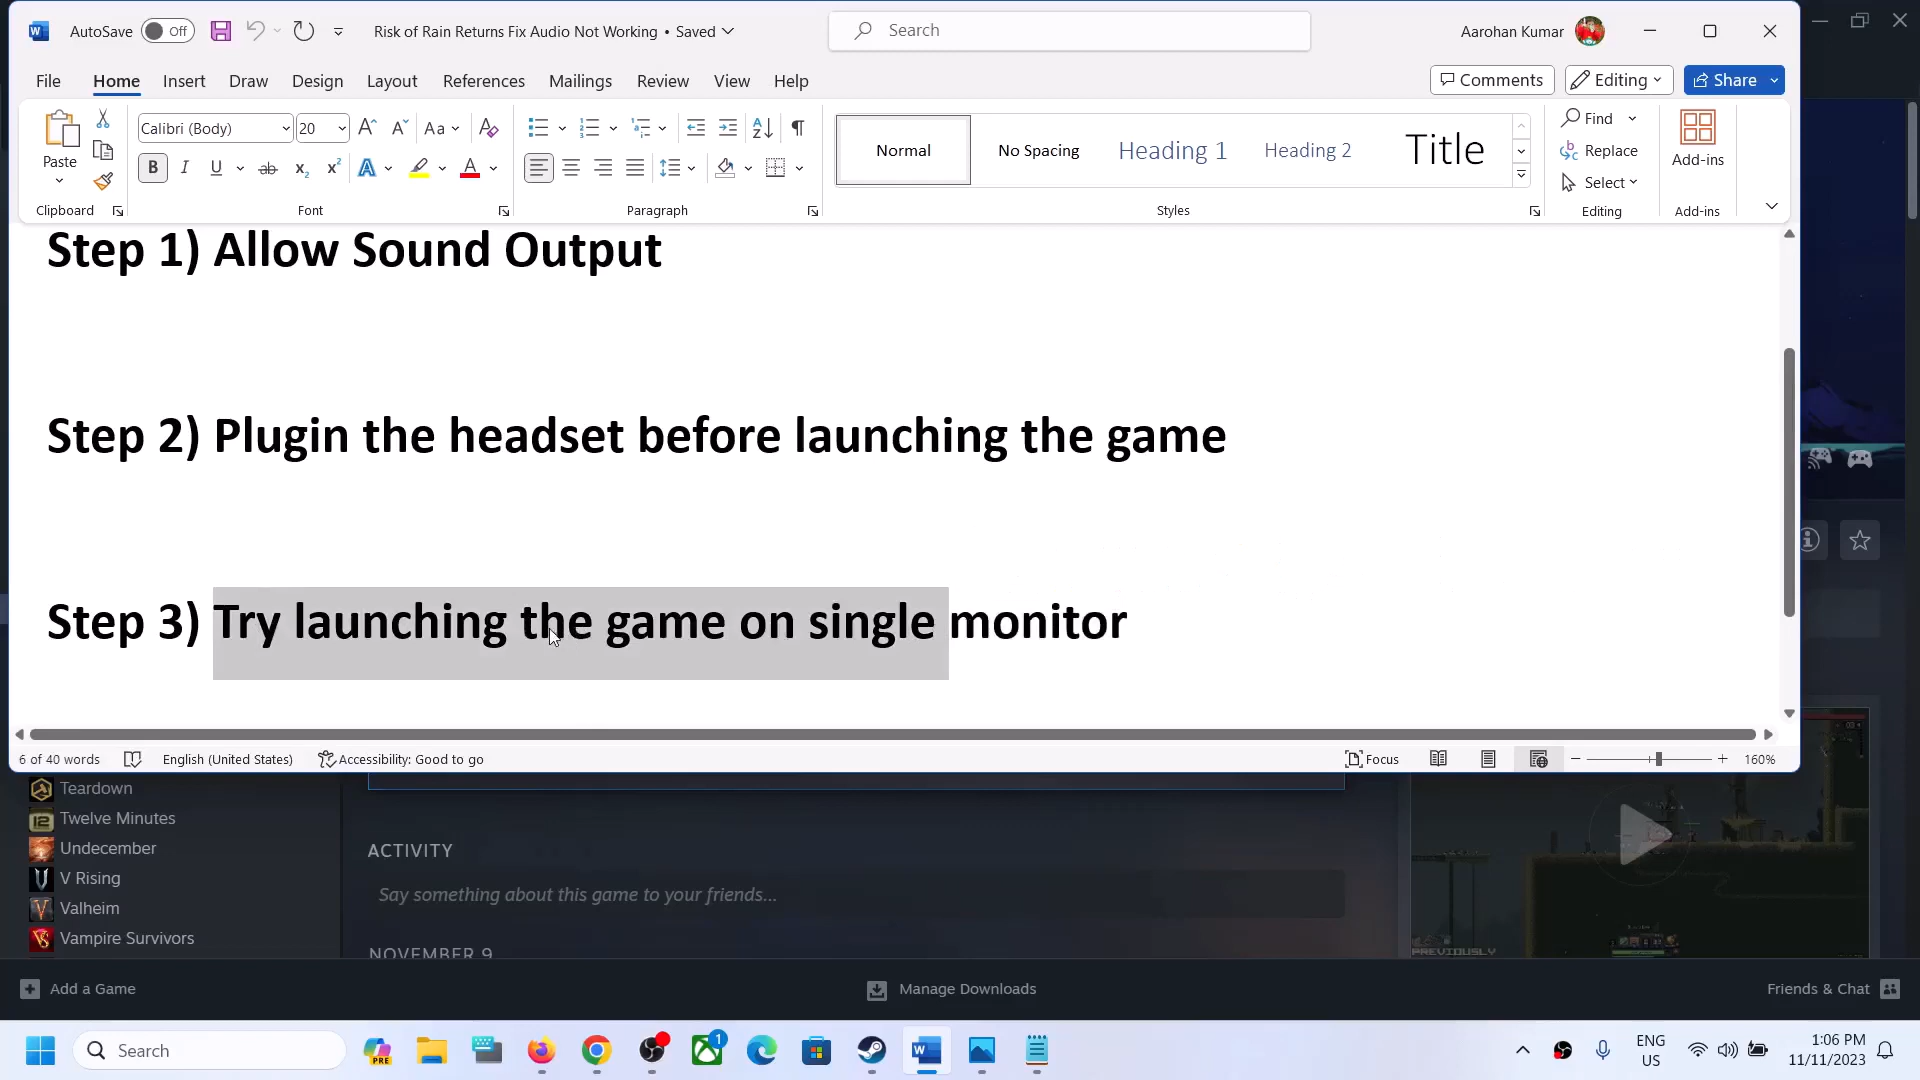 AutoSave
Off
Risk of Rain Returns Fix Audio Not Working • Saved
Search
Aarohan Kumar
File
Home
Insert
Draw
Design
Layout
References
Mailings
Review
View
Help
Comments
Editing
Share
Paste
Calibri (Body)
20
Normal
No Spacing
Heading 1
Heading 2
Title
Find
Replace
Select
Add-ins
Clipboard
Font
Paragraph
Styles
Editing
Add-ins
Step 1) Allow Sound Output
Step 2) Plugin the headset before launching the game
Step 3) Try launching the game on single monitor
6 of 40 words
English (United States)
Accessibility: Good to go
Focus
160%
Teardown
Twelve Minutes
Undecember
V Rising
Valheim
Vampire Survivors
ACTIVITY
Say something about this game to your friends...
NOVEMBER 9
PREVIOUSLY
Add a Game
Manage Downloads
Friends & Chat
Search
PRE
1
ENG
US
1:06 PM
11/11/2023